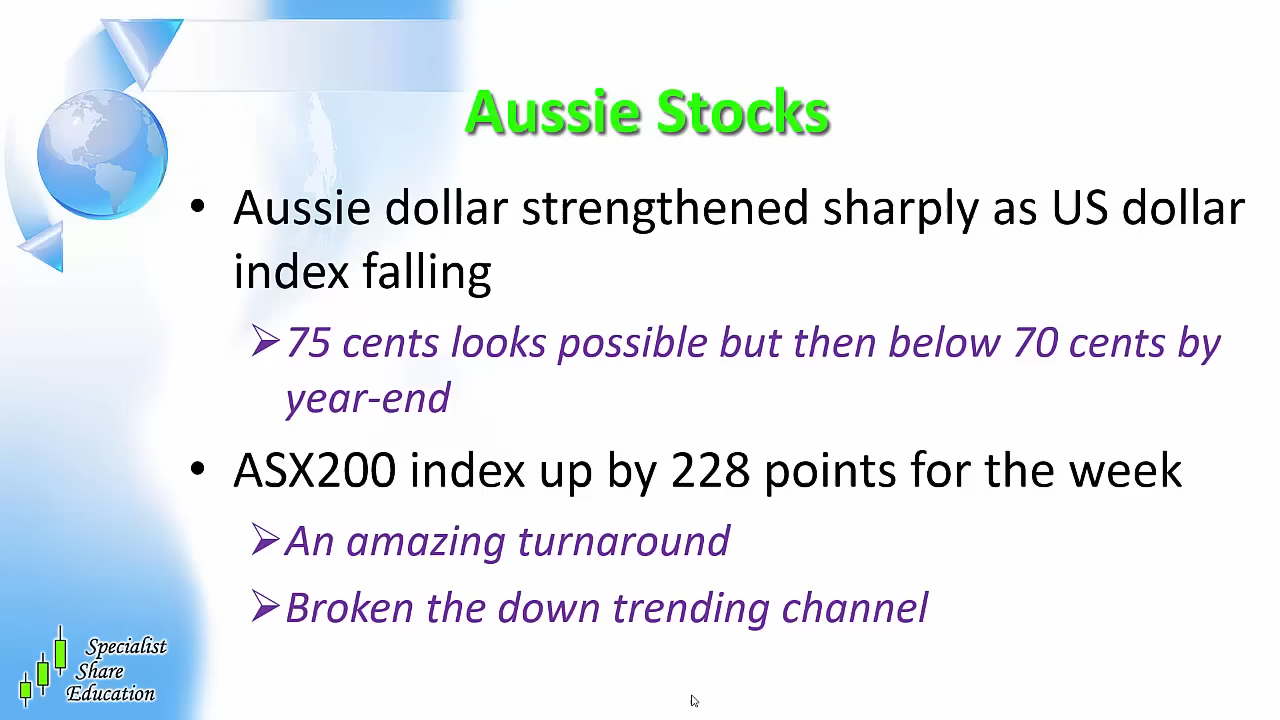 Aussie Stocks
• Aussie dollar strengthened sharply as US dollar
index falling
➢75 cents looks possible but then below 70 cents by
year-end
• ASX200 index up by 228 points for the week
➢An amazing turnaround
➢Broken the down trending channel
Specialist
Share
Education